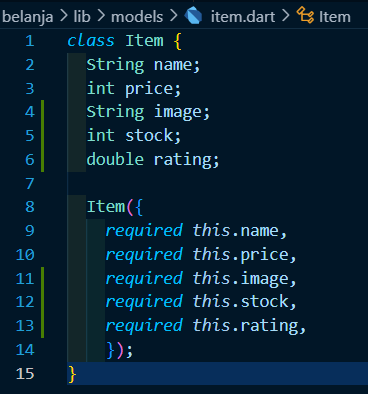 belanja > lib > models > item.dart > Item
1 class Item {
2   String name;
3   int price;
4   String image;
5   int stock;
6   double rating;
7
8   Item({
9     required this.name,
10     required this.price,
11     required this.image,
12     required this.stock,
13     required this.rating,
14     });
15 }